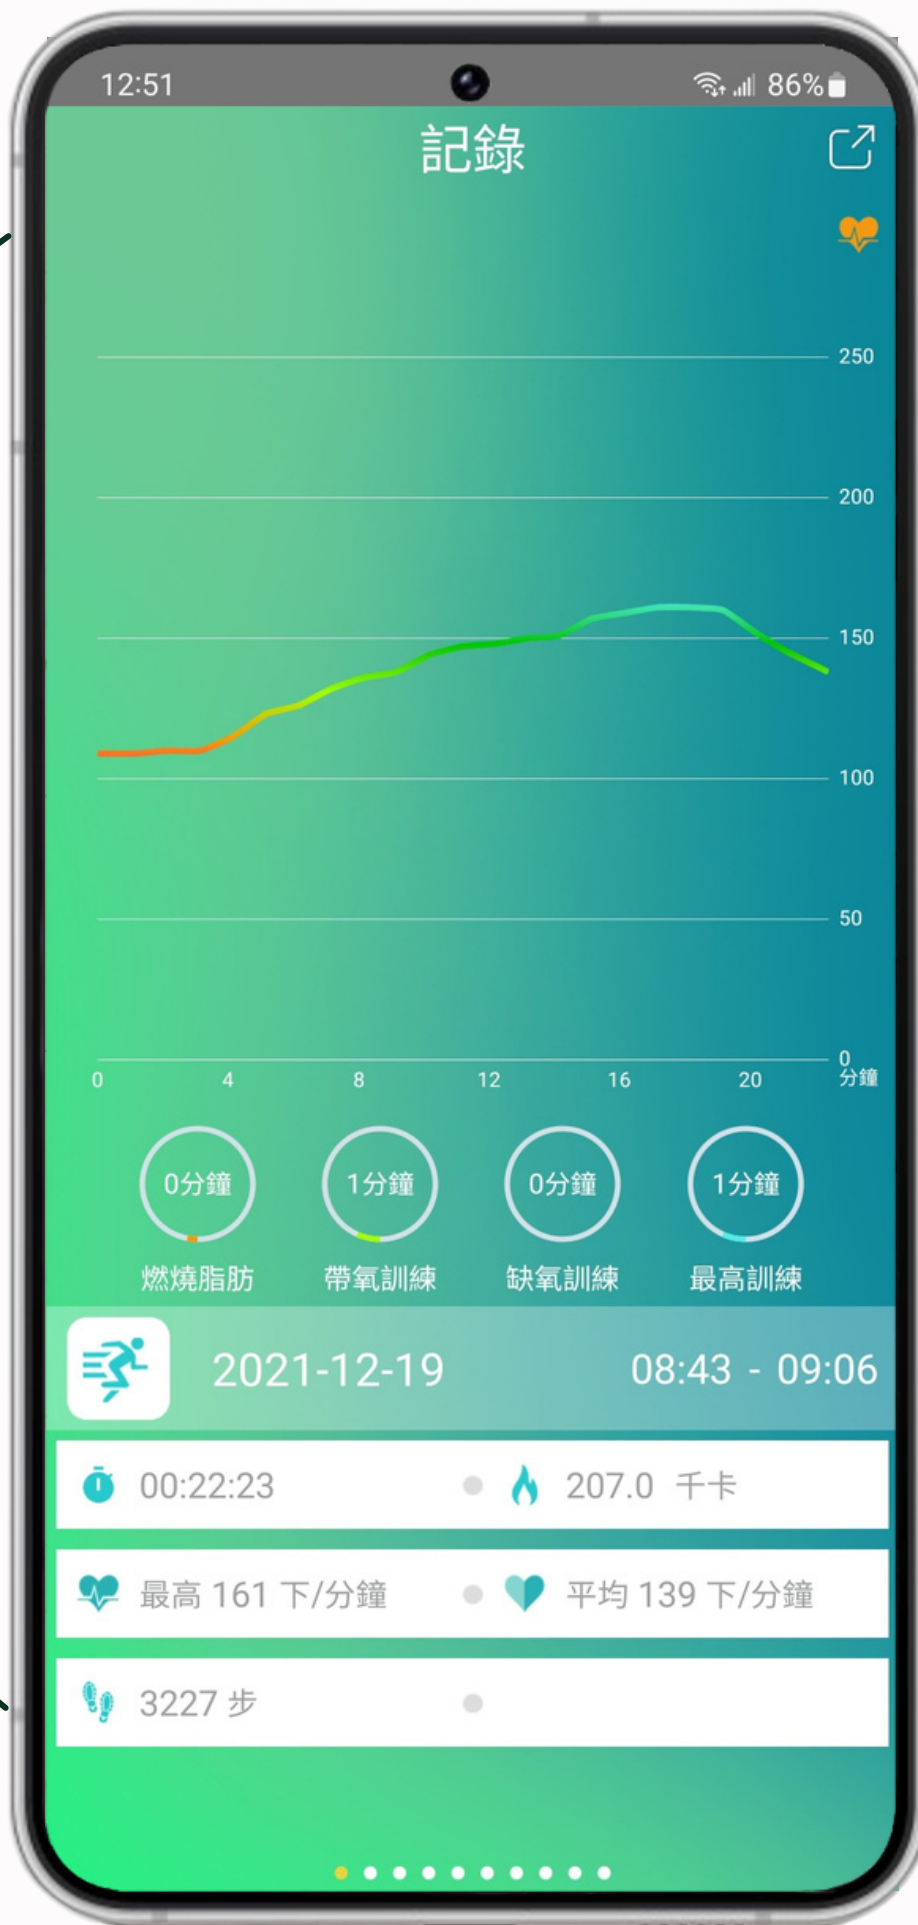 12:51 86%
記錄
250
200
150
100
50
0
0 4 8 12 16 20 分鐘
0分鐘 1分鐘 0分鐘 1分鐘
燃燒脂肪 帶氧訓練 缺氧訓練 最高訓練
2021-12-19 08:43 - 09:06
00:22:23 207.0 千卡
最高 161 下/分鐘 平均 139 下/分鐘
3227 步